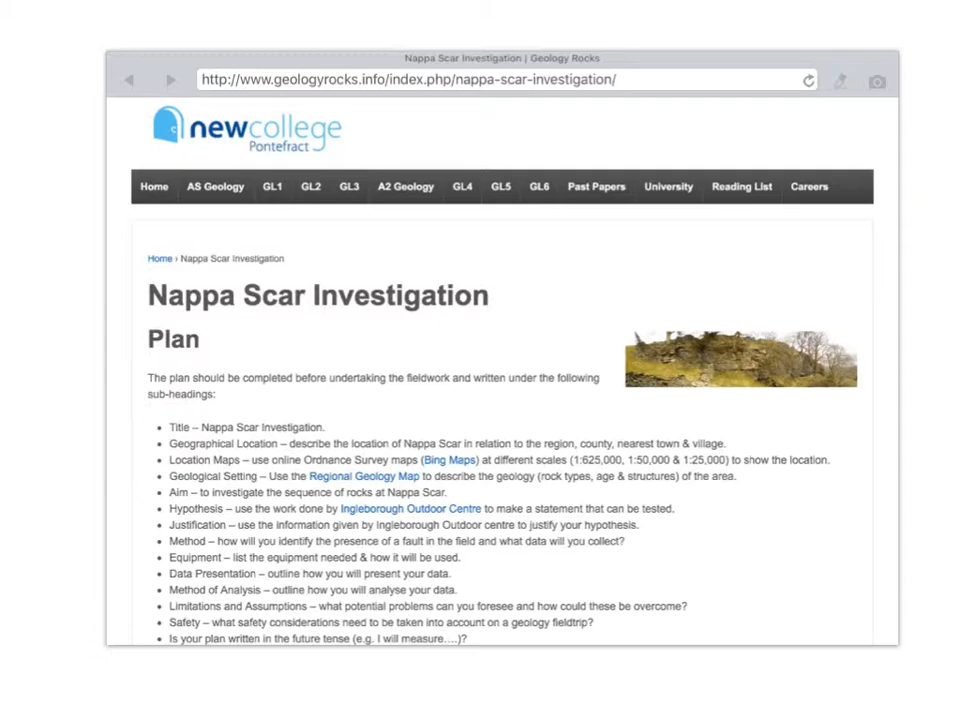 Nappa Scar Investigation | Geology Rocks
http://www.geologyrocks.info/index.php/nappa-scar-investigation/
newcollege
Pontefract
Home AS Geology GL1 GL2 GL3 A2 Geology GL4 GL5 GL6 Past Papers University Reading List Careers
Home › Nappa Scar Investigation
Nappa Scar Investigation
Plan
The plan should be completed before undertaking the fieldwork and written under the following
sub-headings:
• Title – Nappa Scar Investigation.
• Geographical Location – describe the location of Nappa Scar in relation to the region, county, nearest town & village.
• Location Maps – use online Ordnance Survey maps (Bing Maps) at different scales (1:625,000, 1:50,000 & 1:25,000) to show the location.
• Geological Setting – Use the Regional Geology Map to describe the geology (rock types, age & structures) of the area.
• Aim – to investigate the sequence of rocks at Nappa Scar.
• Hypothesis – use the work done by Ingleborough Outdoor Centre to make a statement that can be tested.
• Justification – use the information given by Ingleborough Outdoor centre to justify your hypothesis.
• Method – how will you identify the presence of a fault in the field and what data will you collect?
• Equipment – list the equipment needed & how it will be used.
• Data Presentation – outline how you will present your data.
• Method of Analysis – outline how you will analyse your data.
• Limitations and Assumptions – what potential problems can you foresee and how could these be overcome?
• Safety – what safety considerations need to be taken into account on a geology fieldtrip?
• Is your plan written in the future tense (e.g. I will measure….)?